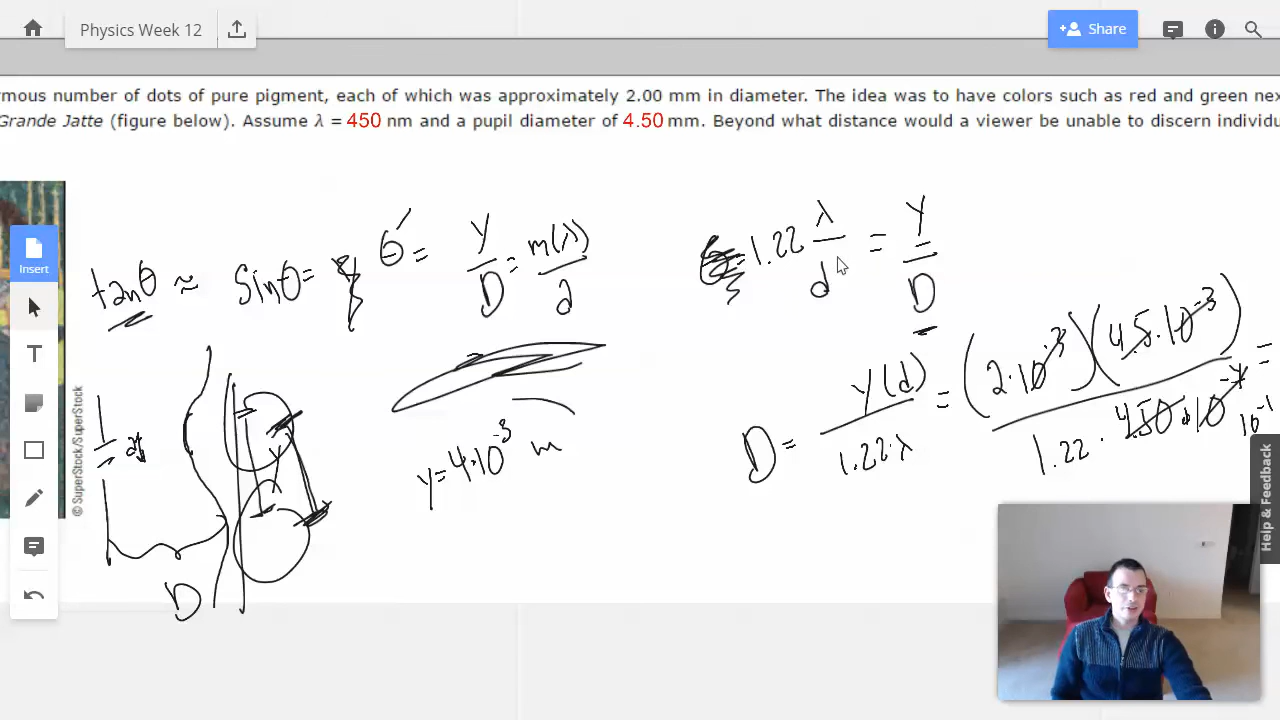 Physics Week 12
Share
rmous number of dots of pure pigment, each of which was approximately 2.00 mm in diameter. The idea was to have colors such as red and green nex
Grande Jatte (figure below). Assume λ = 450 nm and a pupil diameter of 4.50 mm. Beyond what distance would a viewer be unable to discern individu
Insert
T
tanθ ≈ sinθ =
θ = y/D = m(λ)/d
= 1.22 λ/d = y/D
D = y(d)/1.22·λ = (2·10^-3)(4.5·10^-3)/1.22·450·10
10^-1
=
y=4·10^-3 m
y
D
© SuperStock/SuperStock
Help & Feedback